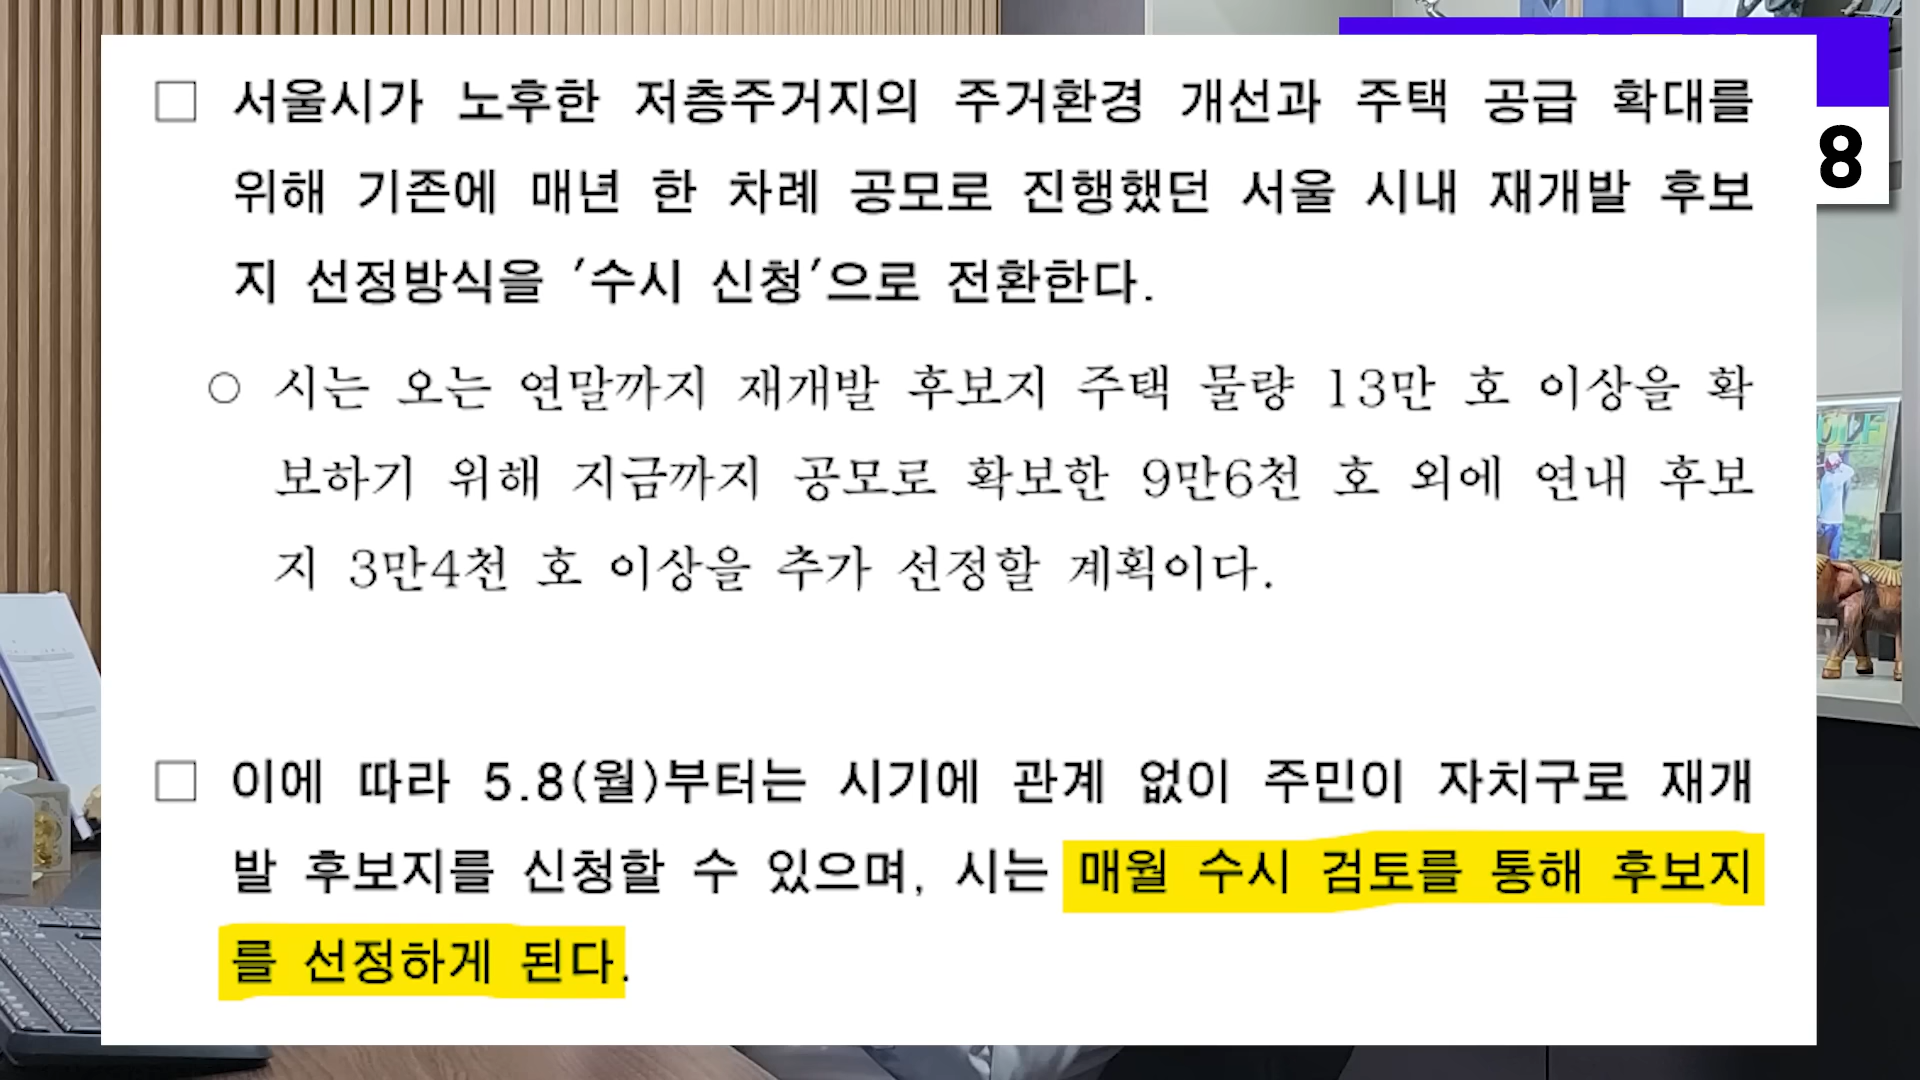 □ 서울시가 노후한 저층주거지의 주거환경 개선과 주택 공급 확대를
위해 기존에 매년 한 차례 공모로 진행했던 서울 시내 재개발 후보
지 선정방식을 '수시 신청'으로 전환한다.
○ 시는 오는 연말까지 재개발 후보지 주택 물량 13만 호 이상을 확
보하기 위해 지금까지 공모로 확보한 9만6천 호 외에 연내 후보
지 3만4천 호 이상을 추가 선정할 계획이다.
□ 이에 따라 5.8(월)부터는 시기에 관계 없이 주민이 자치구로 재개
발 후보지를 신청할 수 있으며, 시는 매월 수시 검토를 통해 후보지
를 선정하게 된다.
8